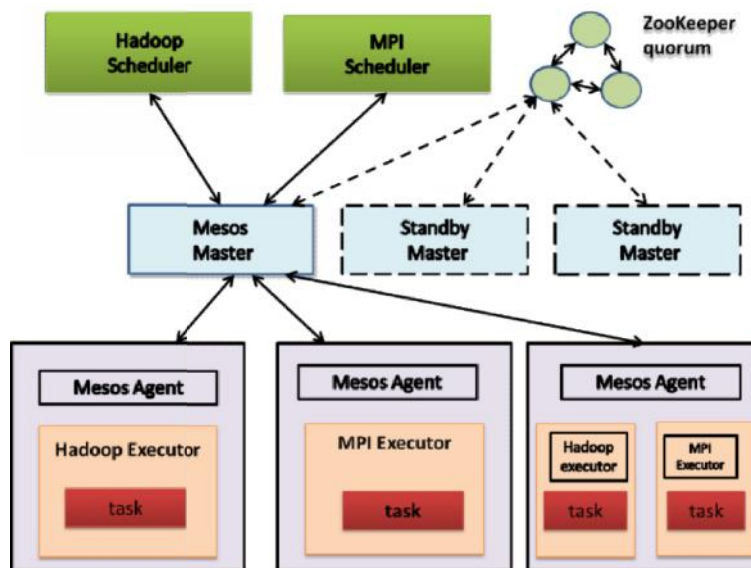 Hadoop
Scheduler
MPI
Scheduler
ZooKeeper
quorum
Mesos
Master
Standby
Master
Standby
Master
Mesos Agent
Hadoop Executor
task
Mesos Agent
MPI Executor
task
Mesos Agent
Hadoop
executor
task
MPI
Executor
task